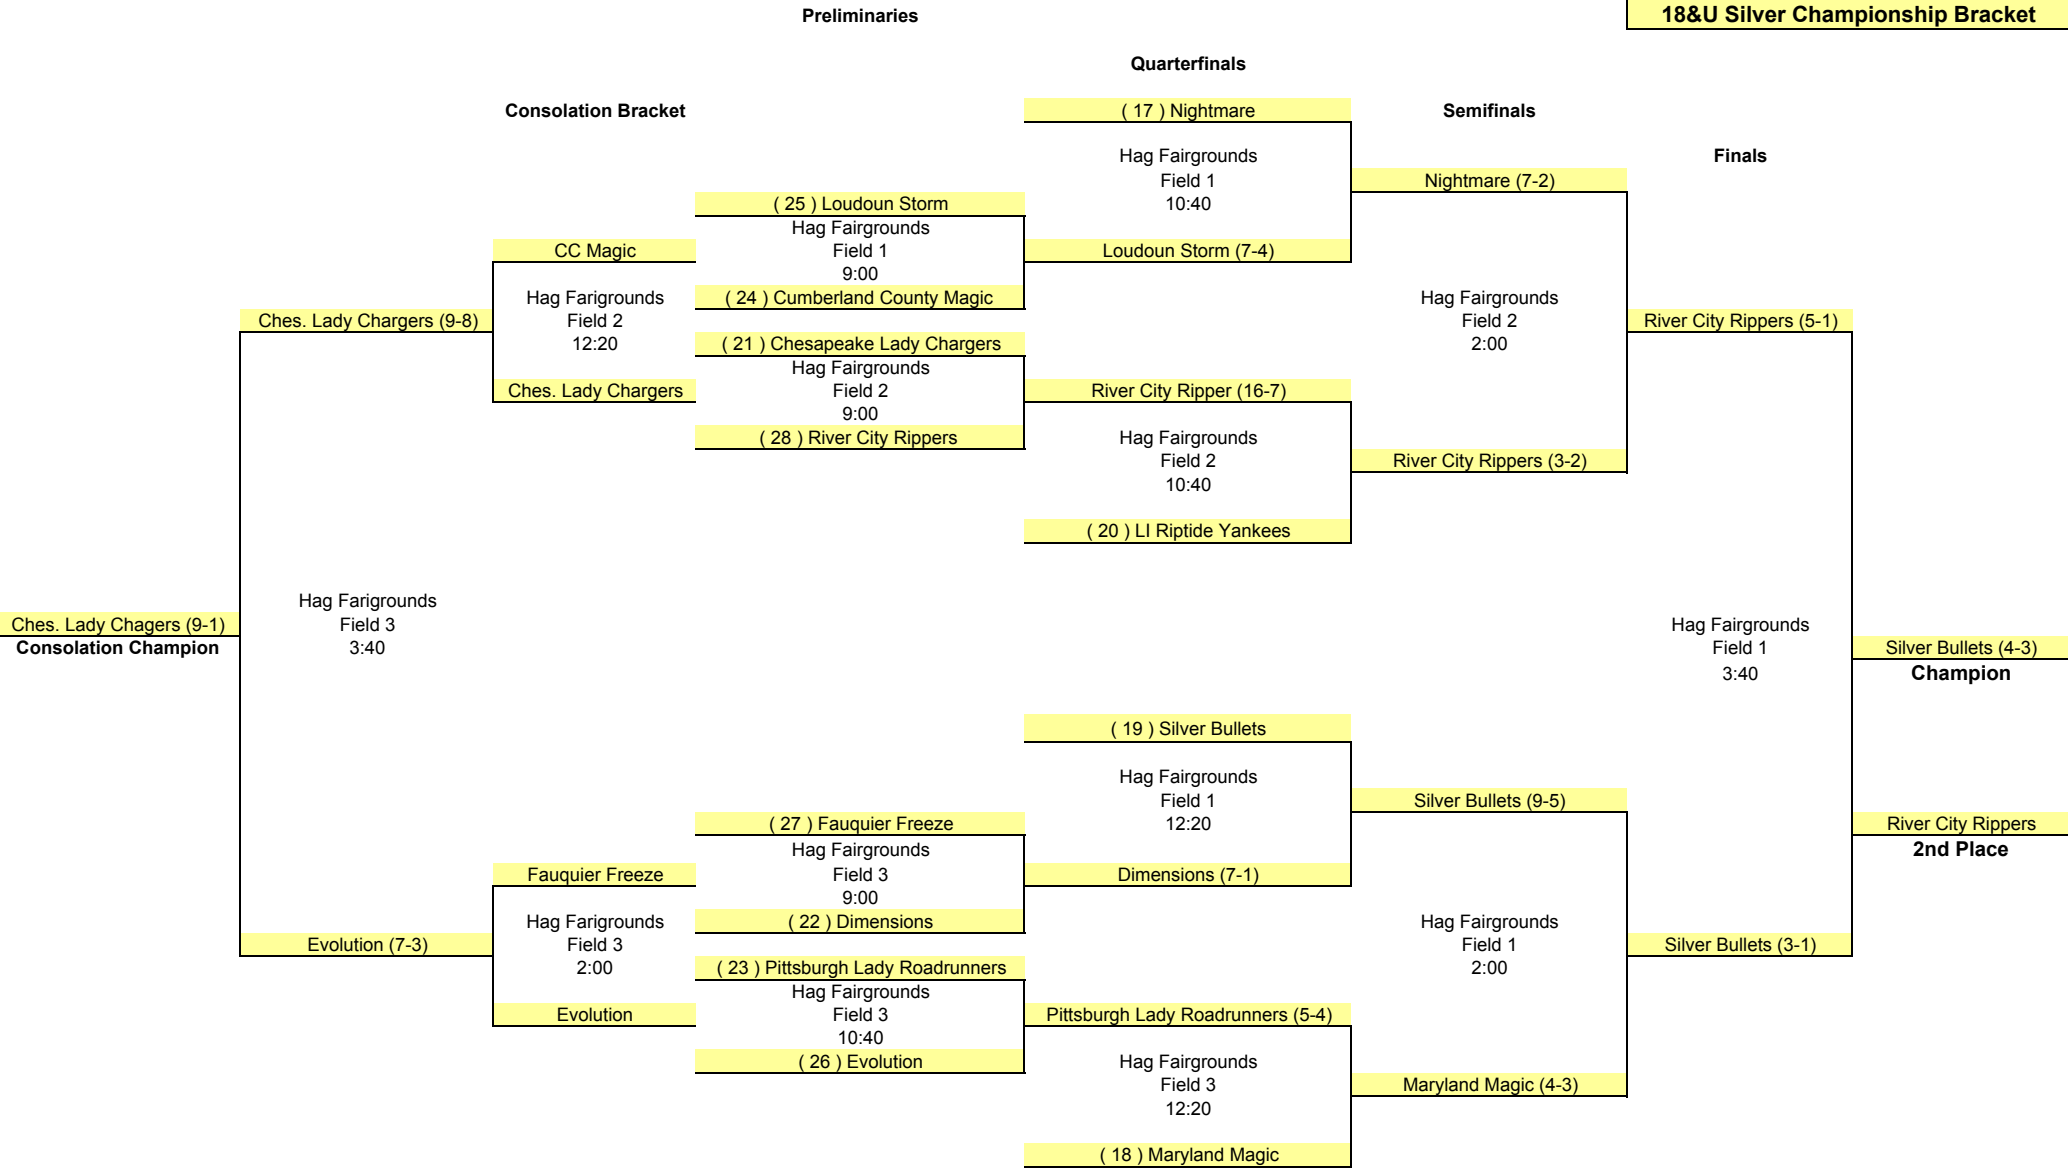 Preliminaries
18&U Silver Championship Bracket
Quarterfinals
Consolation Bracket
( 17 ) Nightmare
Semifinals
Hag Fairgrounds
Field 1
10:40
Finals
Nightmare (7-2)
( 25 ) Loudoun Storm
Hag Fairgrounds
Field 1
9:00
CC Magic
Loudoun Storm (7-4)
( 24 ) Cumberland County Magic
Hag Farigrounds
Field 2
12:20
Hag Fairgrounds
Field 2
2:00
Ches. Lady Chargers (9-8)
River City Rippers (5-1)
( 21 ) Chesapeake Lady Chargers
Hag Fairgrounds
Field 2
9:00
Ches. Lady Chargers
River City Ripper (16-7)
( 28 ) River City Rippers
Hag Fairgrounds
Field 2
10:40
River City Rippers (3-2)
( 20 ) LI Riptide Yankees
Hag Farigrounds
Field 3
3:40
Ches. Lady Chagers (9-1)
Consolation Champion
Hag Fairgrounds
Field 1
3:40
Silver Bullets (4-3)
Champion
( 19 ) Silver Bullets
Hag Fairgrounds
Field 1
12:20
Silver Bullets (9-5)
( 27 ) Fauquier Freeze
River City Rippers
2nd Place
Hag Fairgrounds
Field 3
9:00
Fauquier Freeze
Dimensions (7-1)
( 22 ) Dimensions
Hag Farigrounds
Field 3
2:00
Hag Fairgrounds
Field 1
2:00
Evolution (7-3)
Silver Bullets (3-1)
( 23 ) Pittsburgh Lady Roadrunners
Hag Fairgrounds
Field 3
10:40
Evolution
Pittsburgh Lady Roadrunners (5-4)
( 26 ) Evolution
Hag Fairgrounds
Field 3
12:20
Maryland Magic (4-3)
( 18 ) Maryland Magic